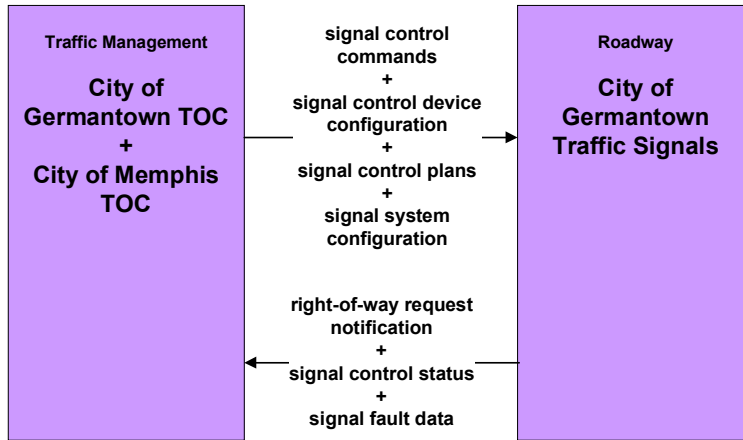 Traffic Management
City of
Germantown TOC
+
City of Memphis
TOC
signal control
commands
+
signal control device
configuration
+
signal control plans
+
signal system
configuration
right-of-way request
notification
+
signal control status
+
signal fault data
Roadway
City of
Germantown
Traffic Signals